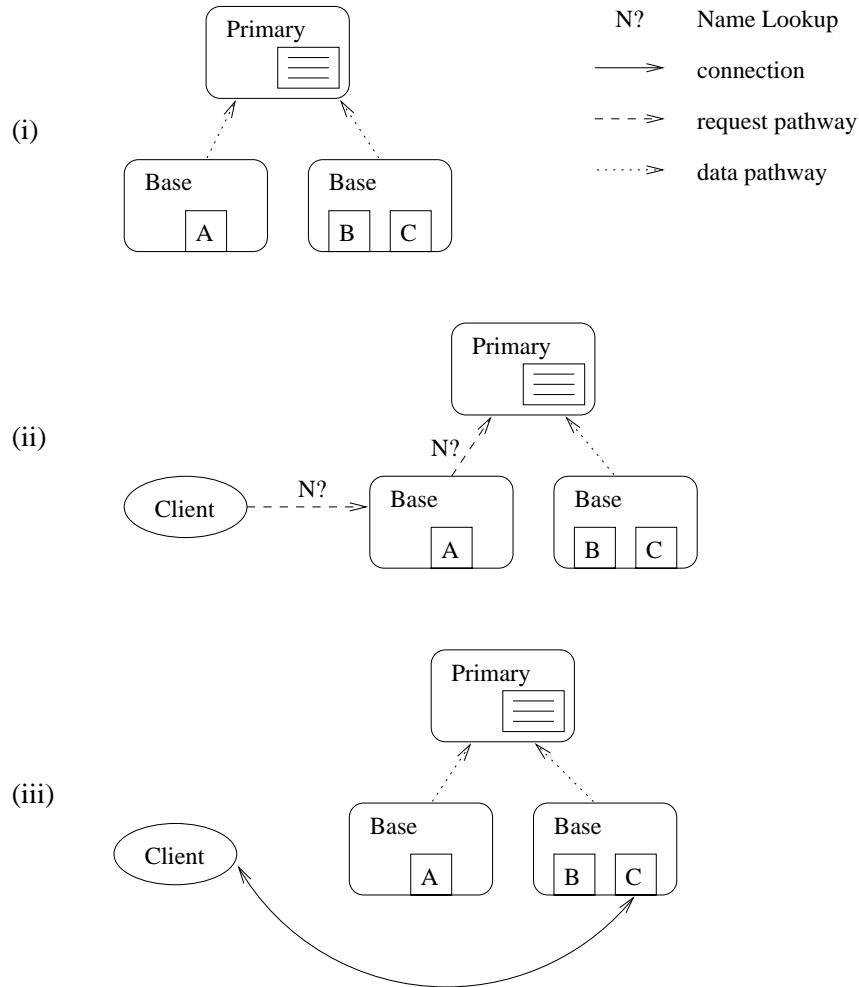 Primary
(i)
Base
A
Base
B C
N? Name Lookup
connection
request pathway
data pathway
Primary
(ii)
N?
Client
N?
Base
A
Base
B C
Primary
(iii)
Client
Base
A
Base
B C